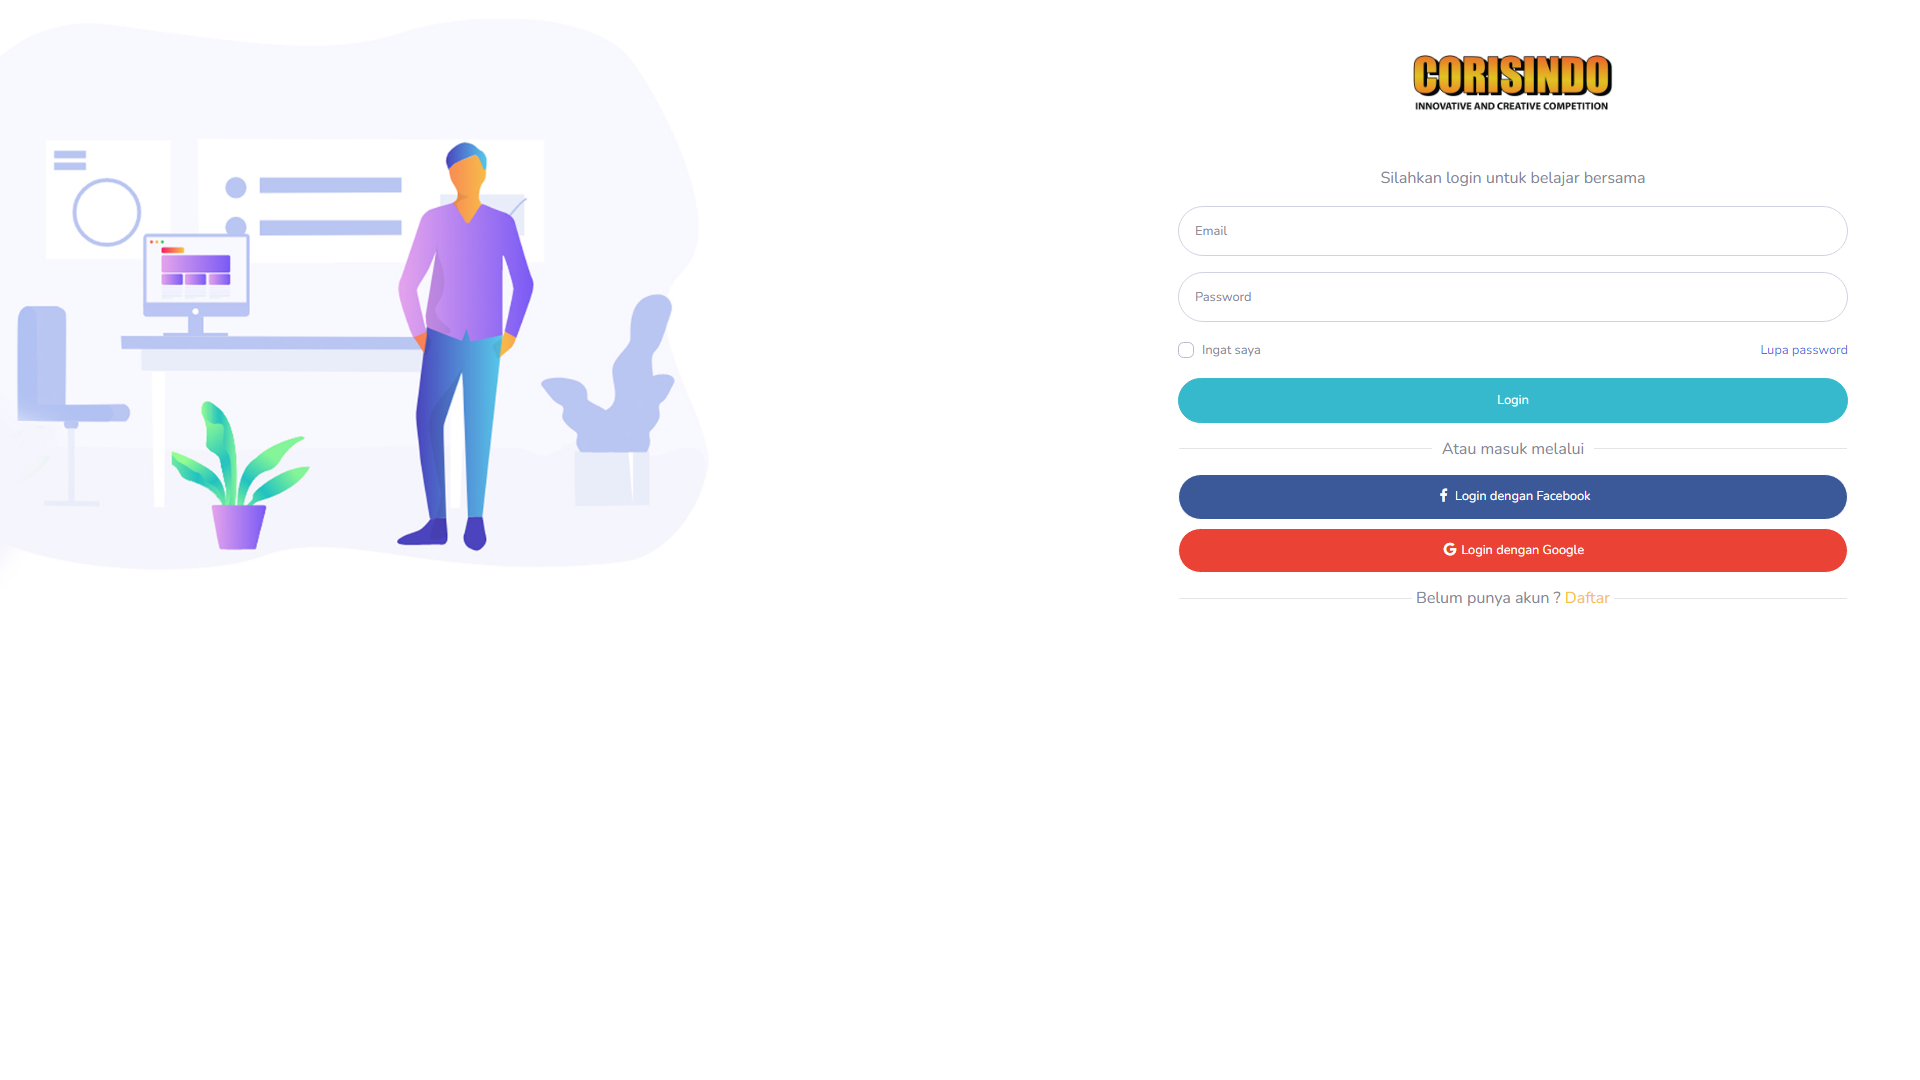 CORISINDO
INNOVATIVE AND CREATIVE COMPETITION
Silahkan login untuk belajar bersama
Email
Password
Ingat saya
Lupa password
Login
Atau masuk melalui
Login dengan Facebook
Login dengan Google
Belum punya akun ? Daftar